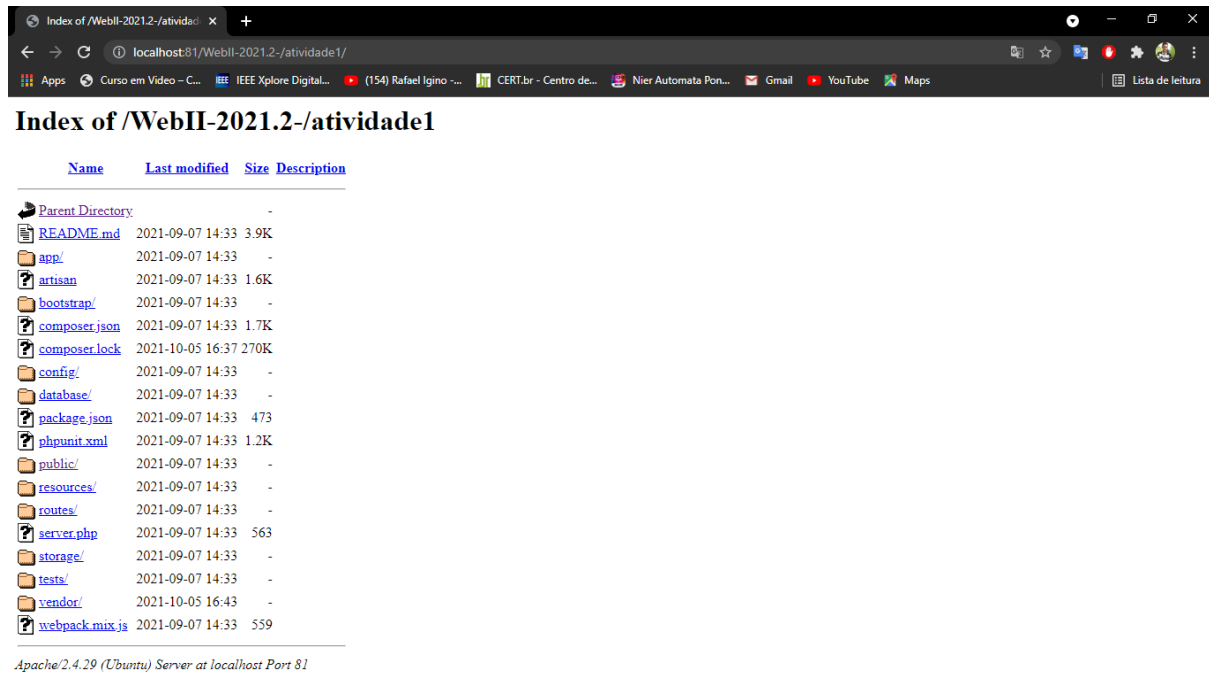 Index of /WebII-2021.2-/atividad
localhost:81/WebII-2021.2-/atividade1/
Apps Curso em Video – C... IEEE IEEE Xplore Digital... (154) Rafael Igino -... CERT.br - Centro de... Nier Automata Pon... Gmail YouTube Maps Lista de leitura
Index of /WebII-2021.2-/atividade1
Name Last modified Size Description
Parent Directory -
README.md 2021-09-07 14:33 3.9K
app/ 2021-09-07 14:33 -
artisan 2021-09-07 14:33 1.6K
bootstrap/ 2021-09-07 14:33 -
composer.json 2021-09-07 14:33 1.7K
composer.lock 2021-10-05 16:37 270K
config/ 2021-09-07 14:33 -
database/ 2021-09-07 14:33 -
package.json 2021-09-07 14:33 473
phpunit.xml 2021-09-07 14:33 1.2K
public/ 2021-09-07 14:33 -
resources/ 2021-09-07 14:33 -
routes/ 2021-09-07 14:33 -
server.php 2021-09-07 14:33 563
storage/ 2021-09-07 14:33 -
tests/ 2021-09-07 14:33 -
vendor/ 2021-10-05 16:43 -
webpack.mix.js 2021-09-07 14:33 559
Apache/2.4.29 (Ubuntu) Server at localhost Port 81